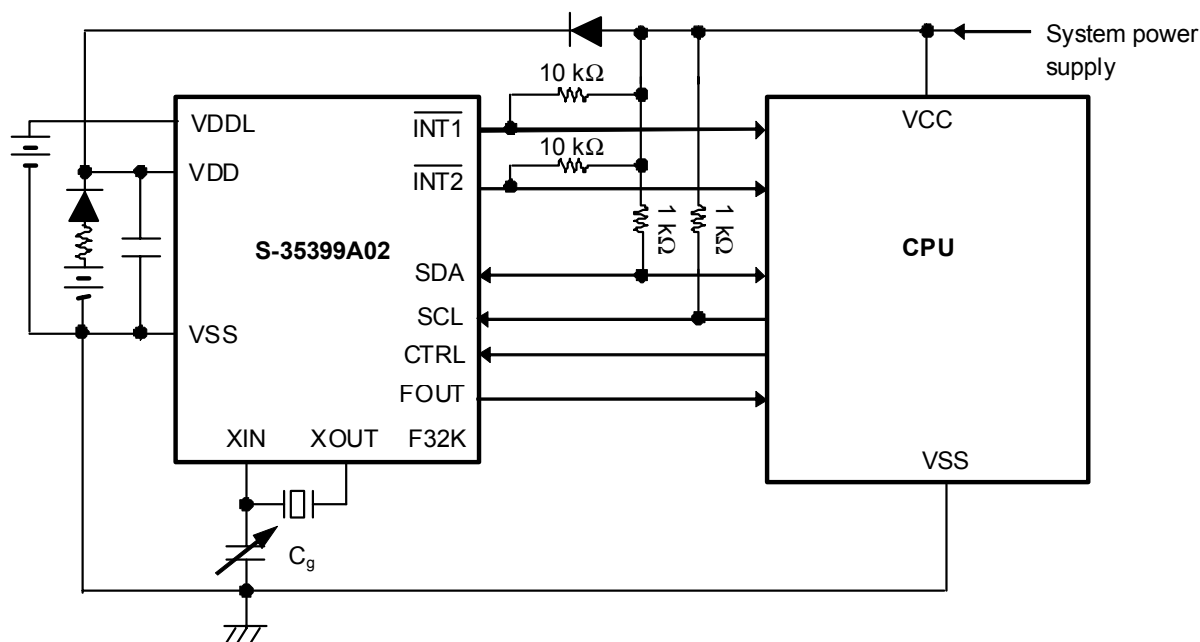 System power
supply
10 kΩ
VDDL
INT1
VCC
10 kΩ
VDD
INT2
1 kΩ
1 kΩ
S-35399A02
CPU
SDA
SCL
VSS
CTRL
FOUT
XIN
XOUT
F32K
VSS
Cg